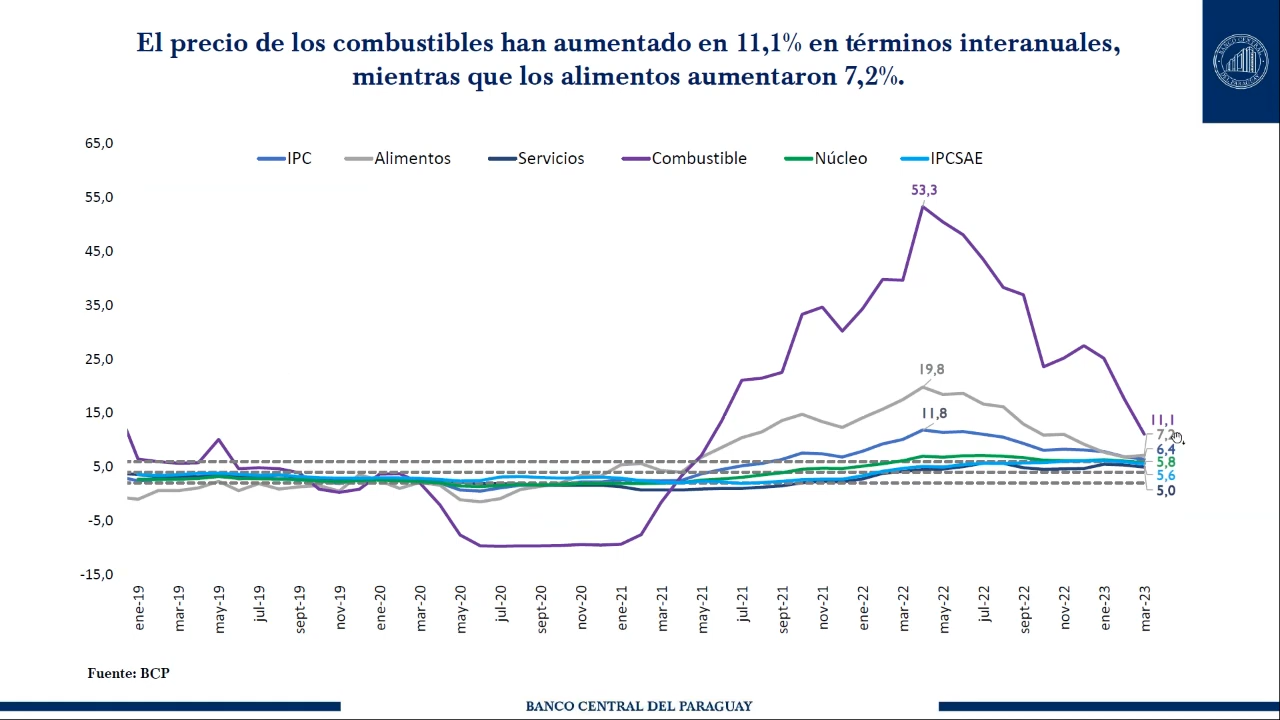 El precio de los combustibles han aumentado en 11,1% en términos interanuales,
mientras que los alimentos aumentaron 7,2%.
BANCO CENTRAL DEL PARAGUAY
65,0
55,0
45,0
35,0
25,0
15,0
5,0
-5,0
-15,0
IPC Alimentos Servicios Combustible Núcleo IPCSAE
53,3
19,8
11,8
11,1
6,4
5,8
5,6
5,0
ene-19 mar-19 may-19 jul-19 sept-19 nov-19 ene-20 mar-20 may-20 jul-20 sept-20 nov-20 ene-21 mar-21 may-21 jul-21 sept-21 nov-21 ene-22 mar-22 may-22 jul-22 sept-22 nov-22 ene-23 mar-23
Fuente: BCP
BANCO CENTRAL DEL PARAGUAY